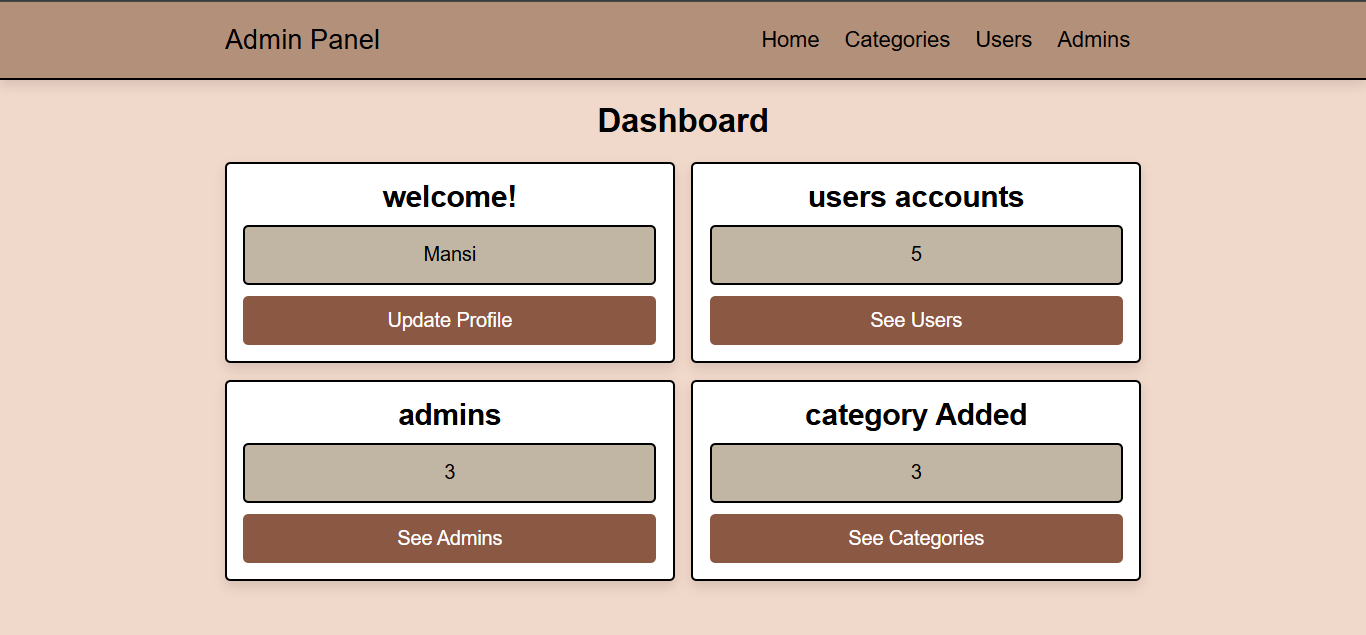 Admin Panel Home Categories Users Admins
Dashboard
welcome!
Mansi
Update Profile
users accounts
5
See Users
admins
3
See Admins
category Added
3
See Categories